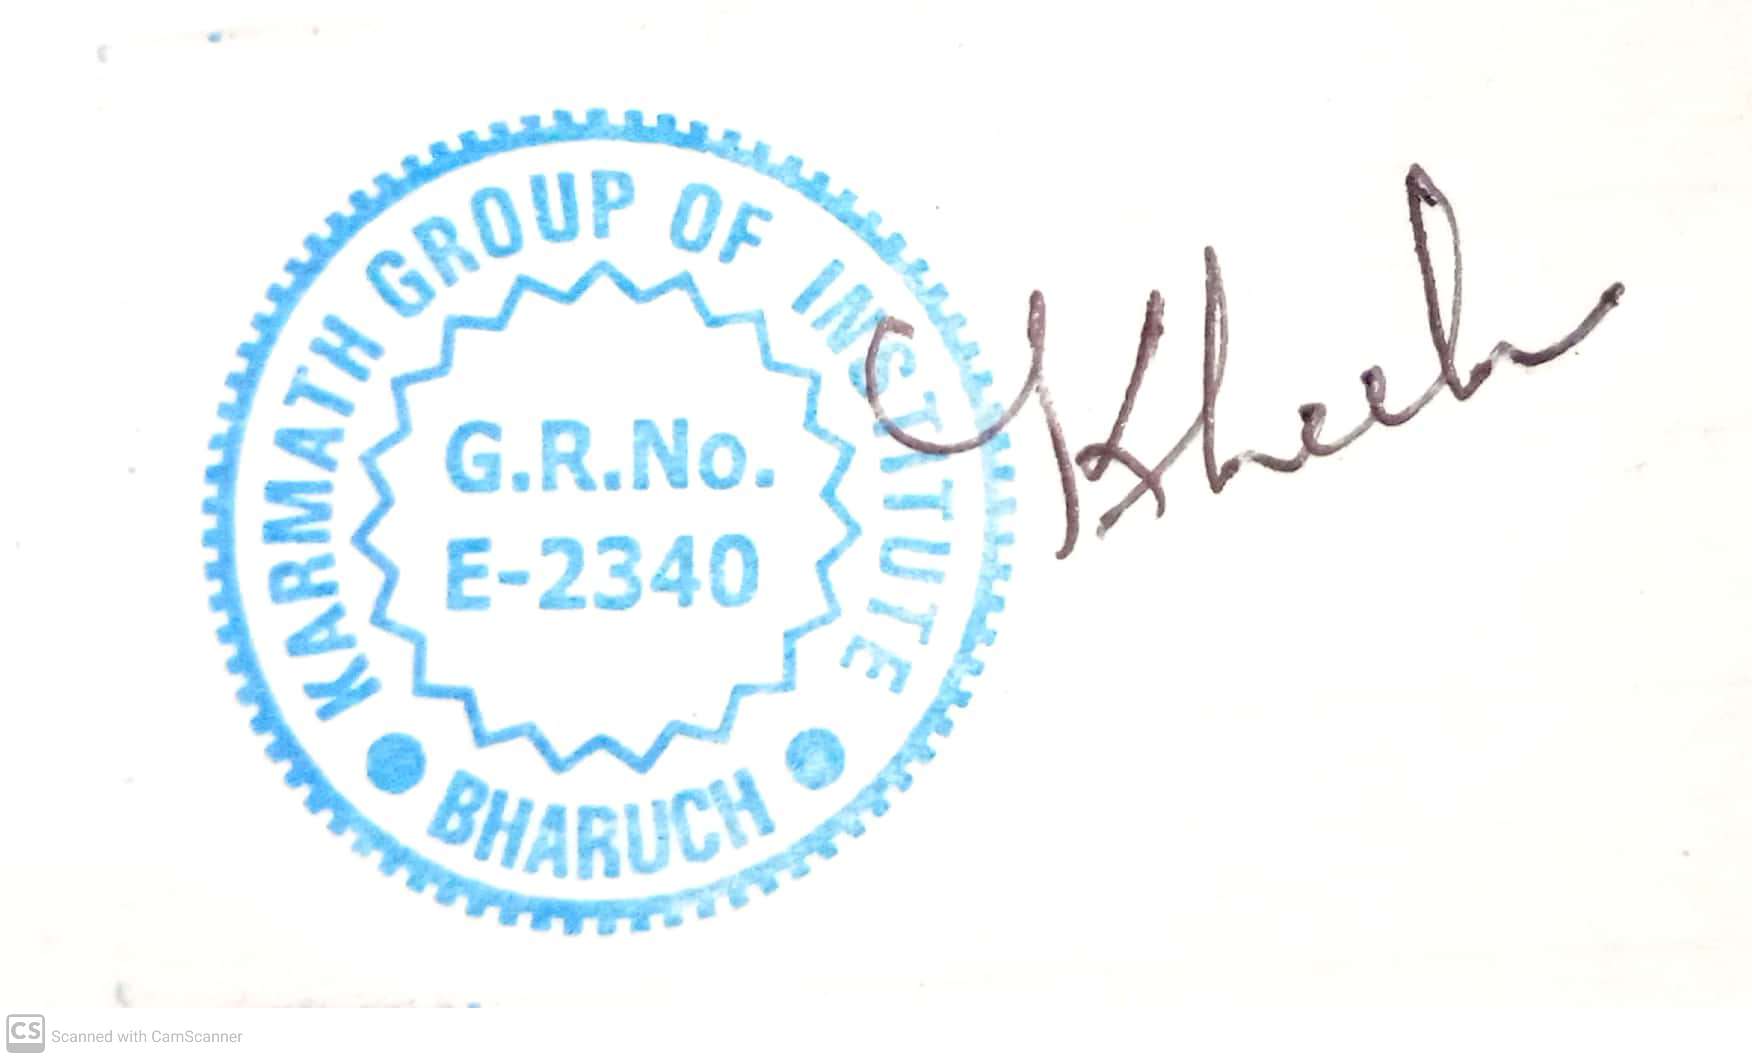 KARMATH GROUP OF INSTITUTE
G.R.No.
E-2340
BHARUCH
CS Scanned with CamScanner